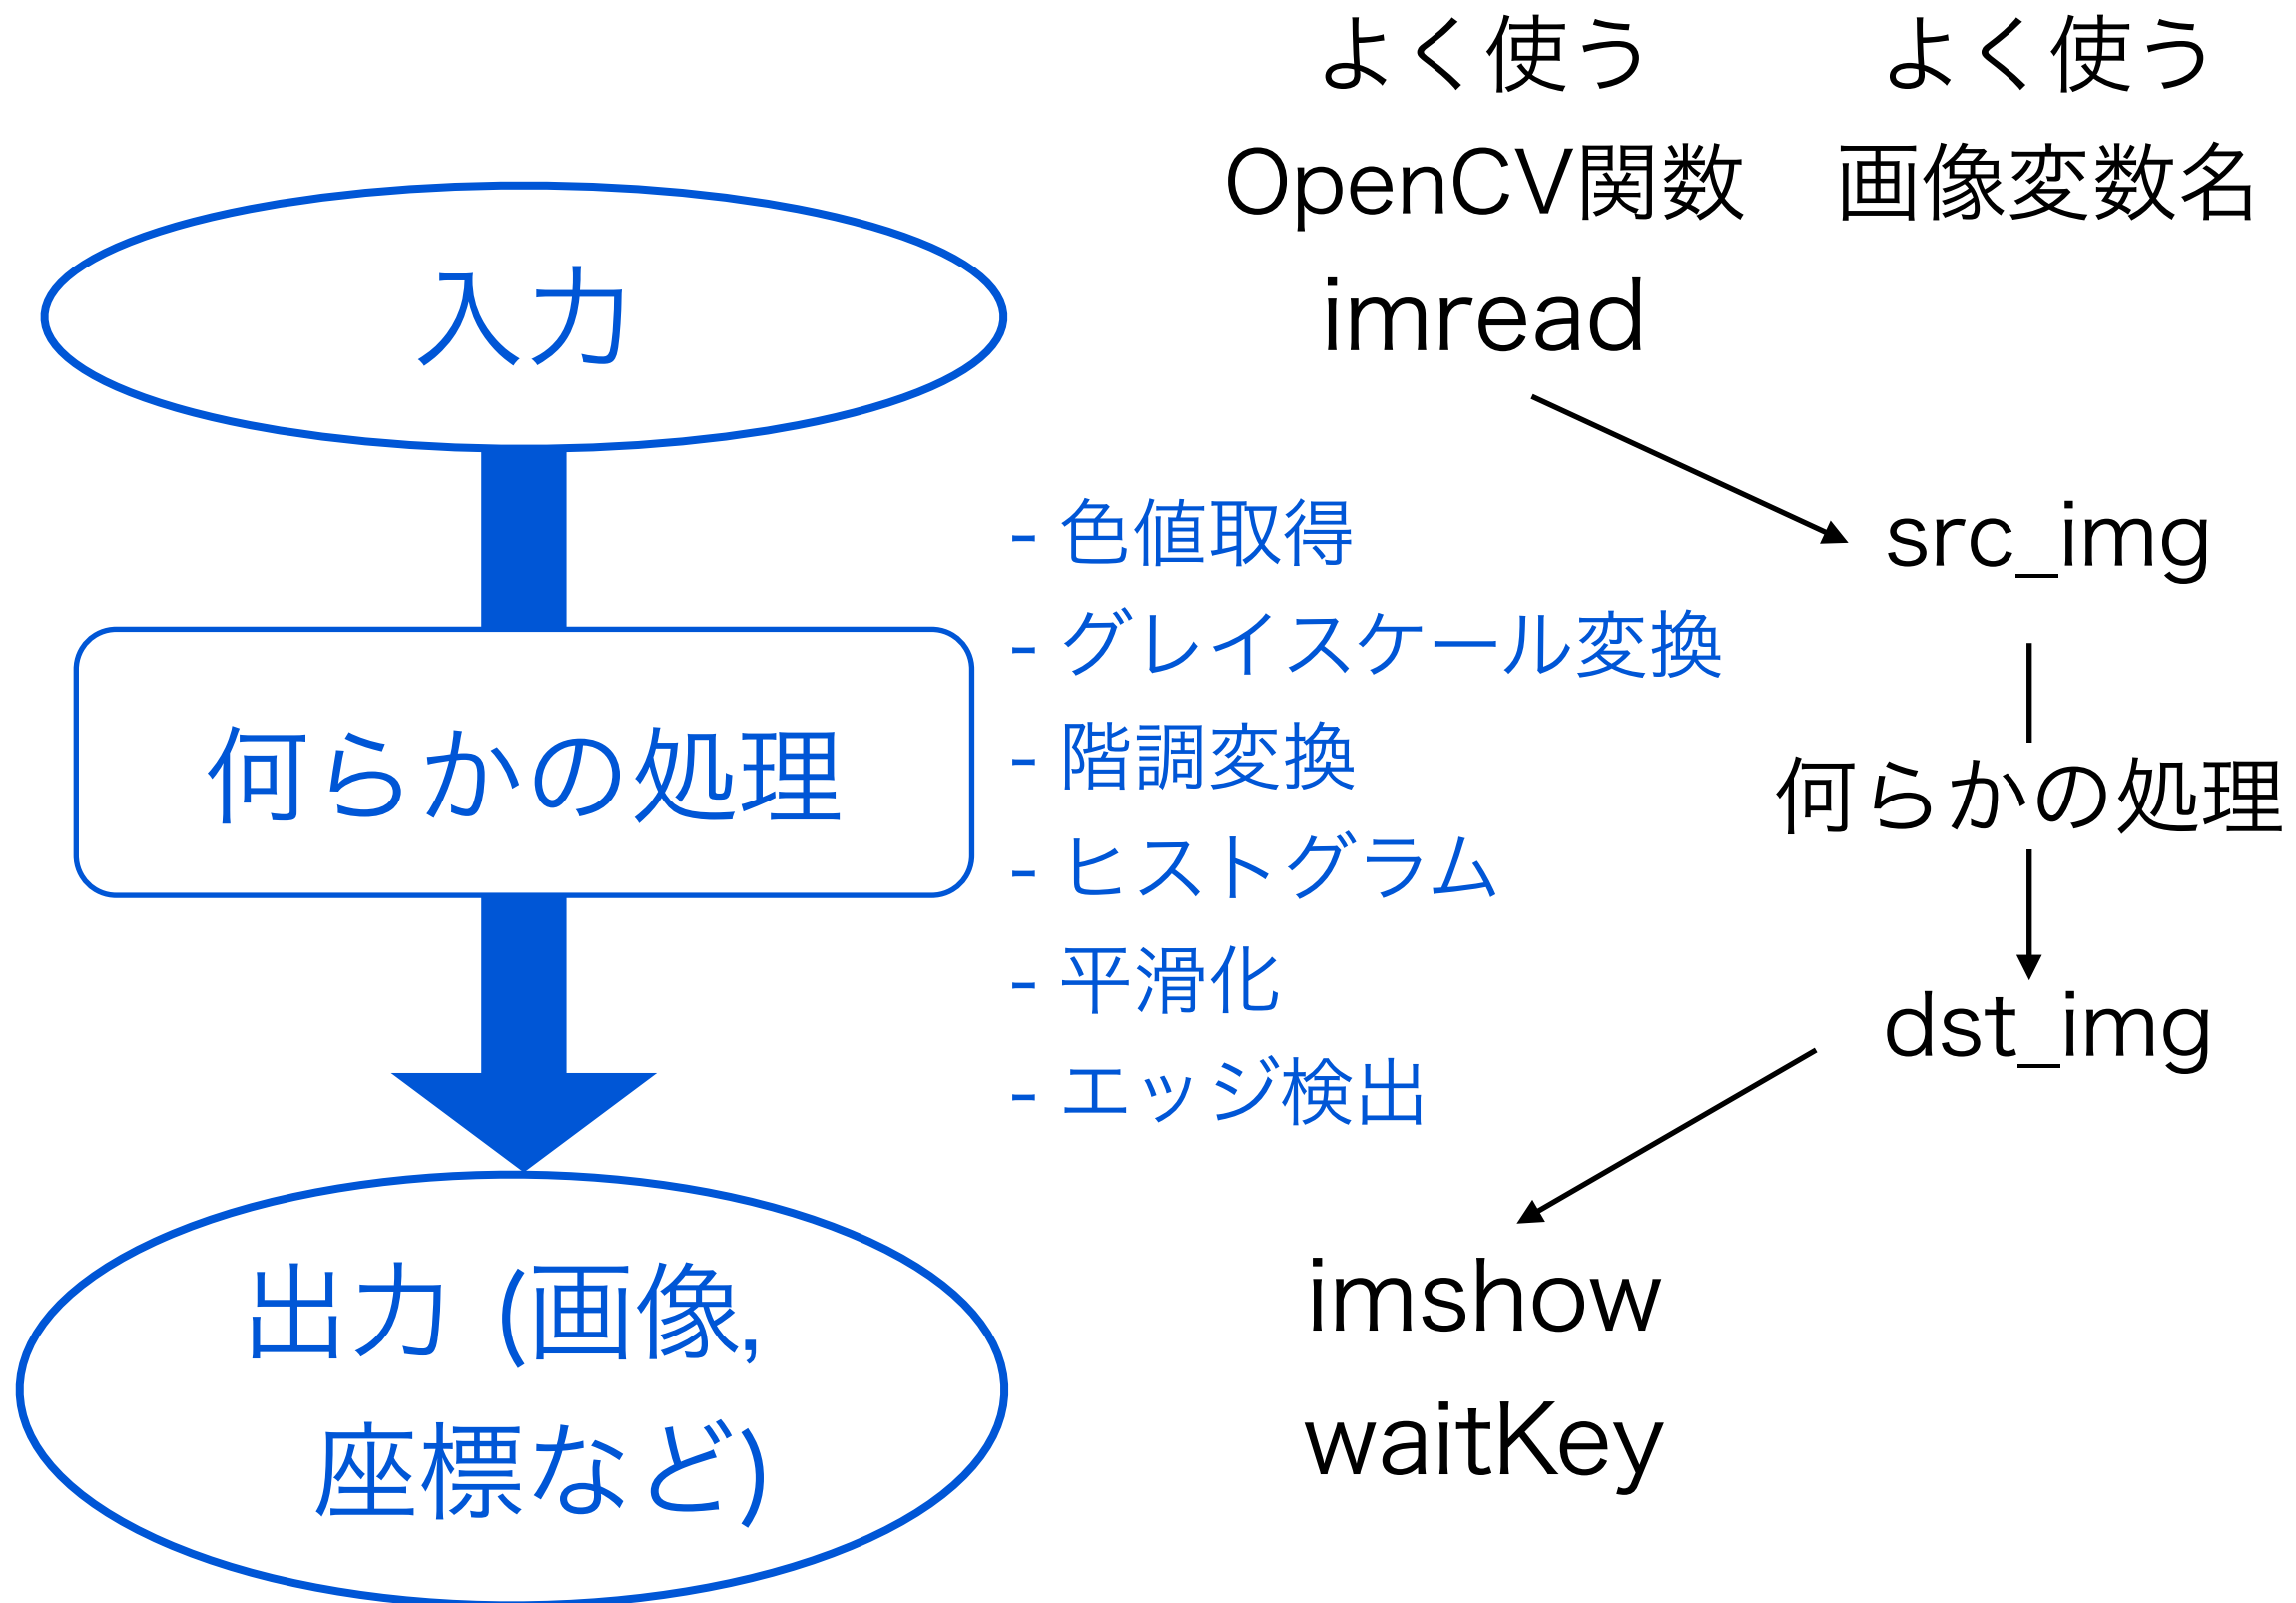 よく使う
OpenCV関数
よく使う
画像変数名
入力
imread
- 色値取得
- グレイスケール変換
- 階調変換
- ヒストグラム
- 平滑化
- エッジ検出
src_img
何らかの処理
何らかの処理
dst_img
出力 (画像,
座標など)
imshow
waitKey